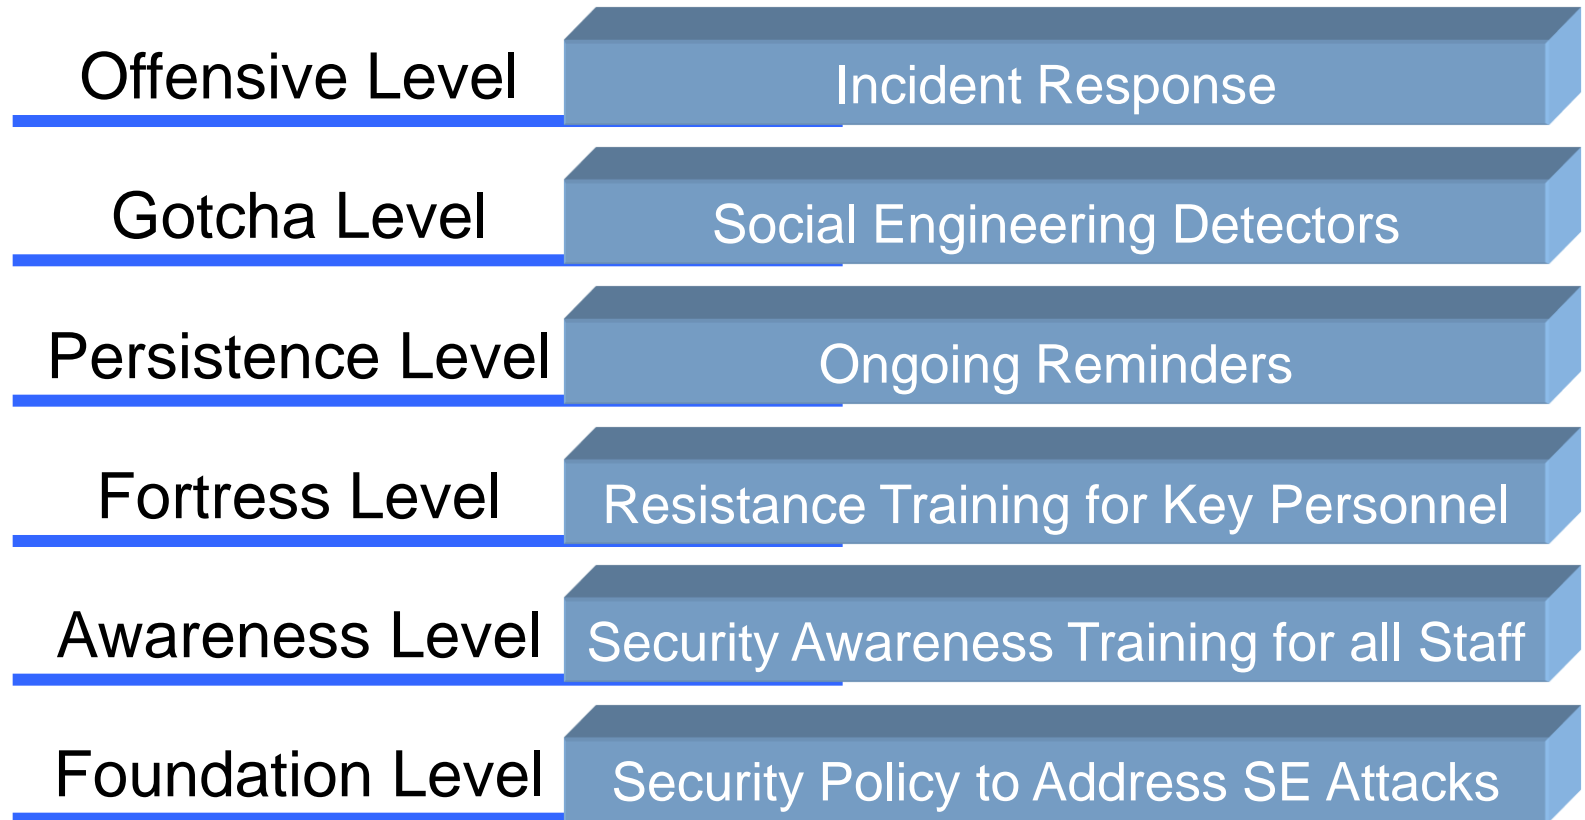 Offensive Level
Incident Response
Gotcha Level
Social Engineering Detectors
Persistence Level
Ongoing Reminders
Fortress Level
Resistance Training for Key Personnel
Awareness Level
Security Awareness Training for all Staff
Foundation Level
Security Policy to Address SE Attacks